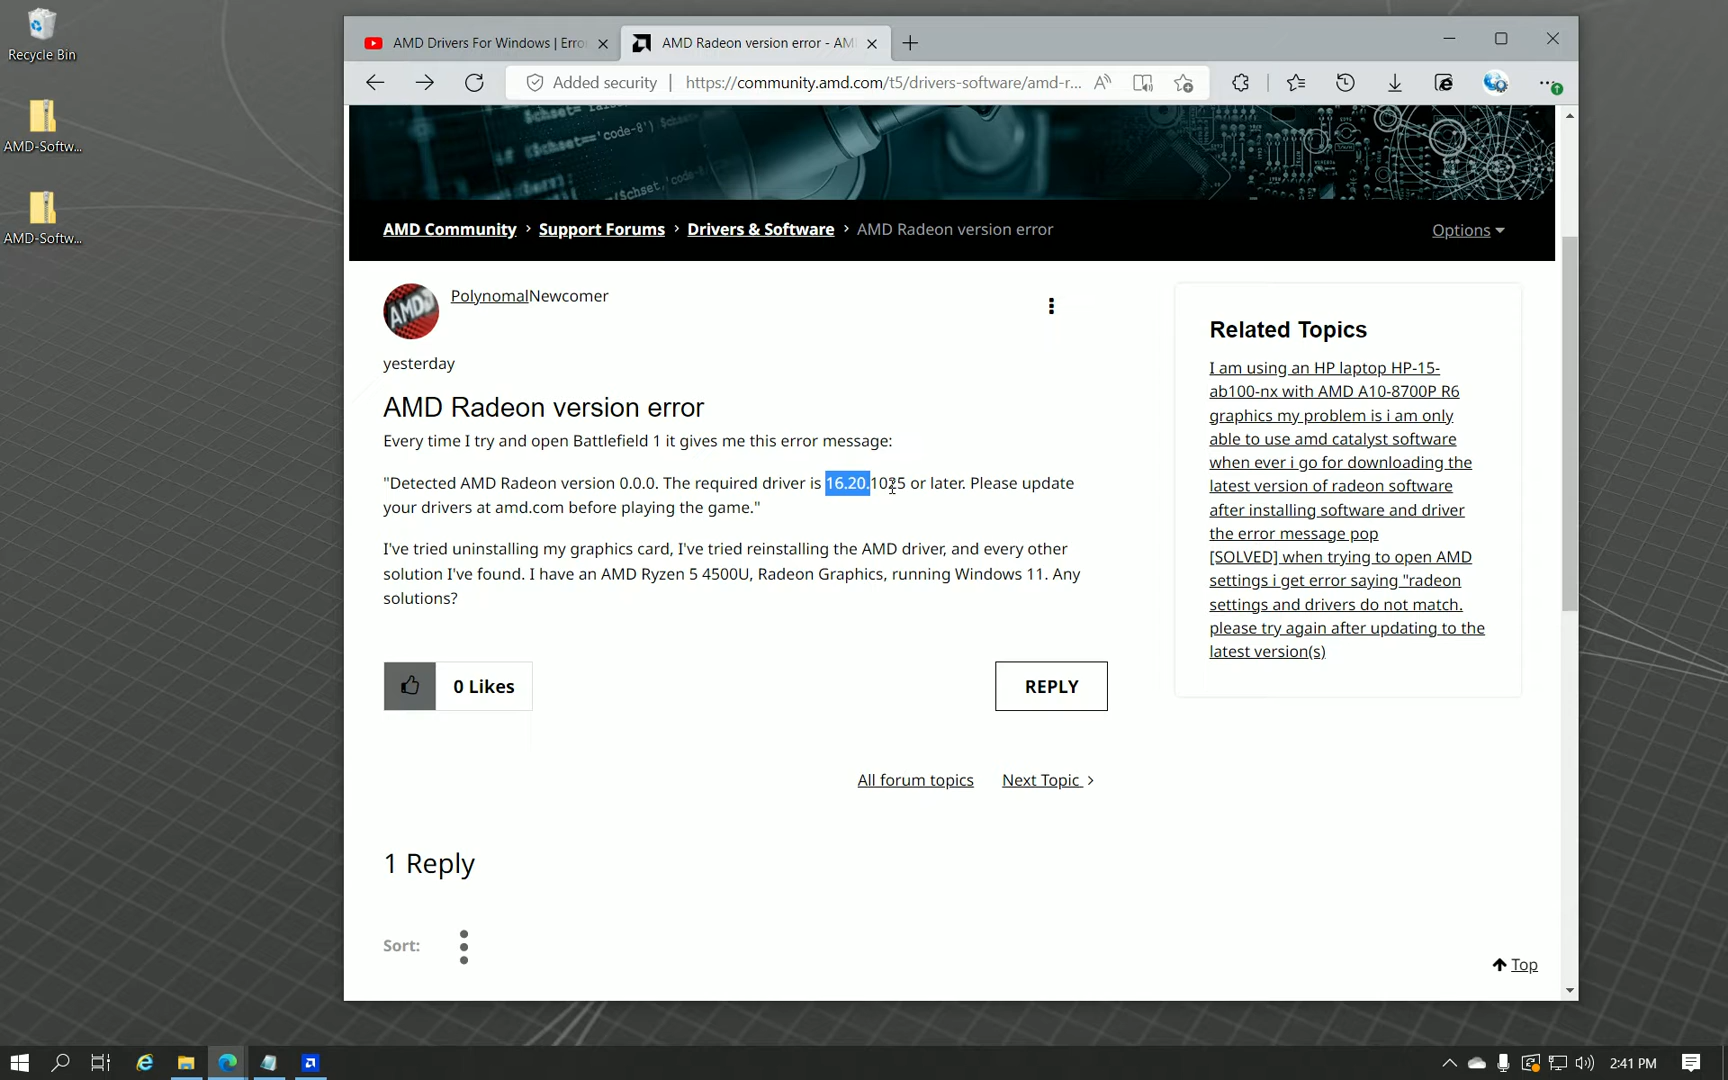 Recycle Bin
AMD-Softw...
AMD-Softw...
AMD Drivers For Windows | Erro
AMD Radeon version error - AM
Added security
https://community.amd.com/t5/drivers-software/amd-r...
AMD Community › Support Forums › Drivers & Software › AMD Radeon version error
Options
PolynomalNewcomer
yesterday
AMD Radeon version error
Every time I try and open Battlefield 1 it gives me this error message:
"Detected AMD Radeon version 0.0.0. The required driver is 16.20.1025 or later. Please update
your drivers at amd.com before playing the game."
I've tried uninstalling my graphics card, I've tried reinstalling the AMD driver, and every other
solution I've found. I have an AMD Ryzen 5 4500U, Radeon Graphics, running Windows 11. Any
solutions?
0 Likes
REPLY
All forum topics
Next Topic
1 Reply
Sort:
Related Topics
I am using an HP laptop HP-15-
ab100-nx with AMD A10-8700P R6
graphics my problem is i am only
able to use amd catalyst software
when ever i go for downloading the
latest version of radeon software
after installing software and driver
the error message pop
[SOLVED] when trying to open AMD
settings i get error saying "radeon
settings and drivers do not match.
please try again after updating to the
latest version(s)
Top
2:41 PM